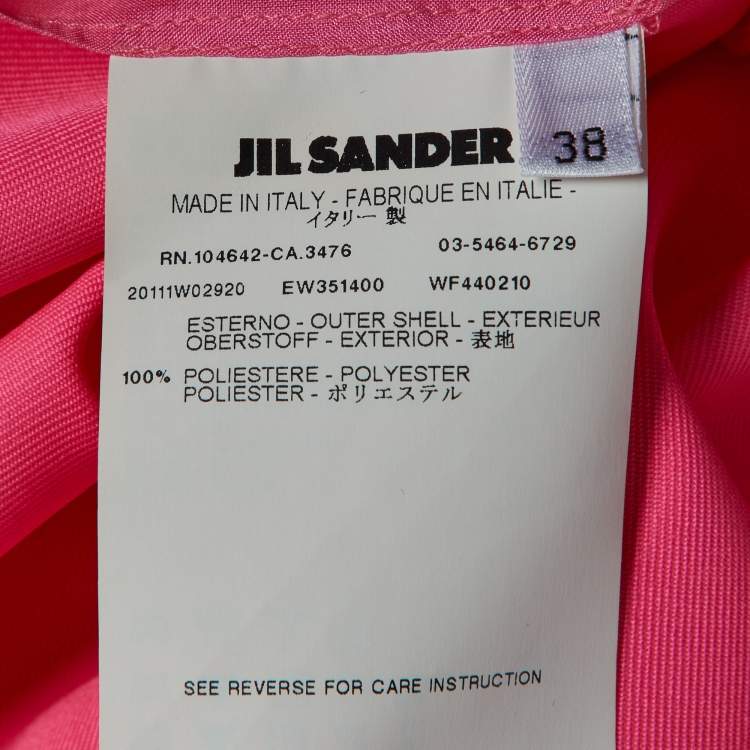 JIL SANDER
38
MADE IN ITALY - FABRIQUE EN ITALIE -
イタリー 製
RN.104642-CA.3476 03-5464-6729
20111W02920 EW351400 WF440210
ESTERNO - OUTER SHELL - EXTERIEUR
OBERSTOFF - EXTERIOR - 表地
100% POLIESTERE - POLYESTER
POLIESTER - ポリエステル
SEE REVERSE FOR CARE INSTRUCTION